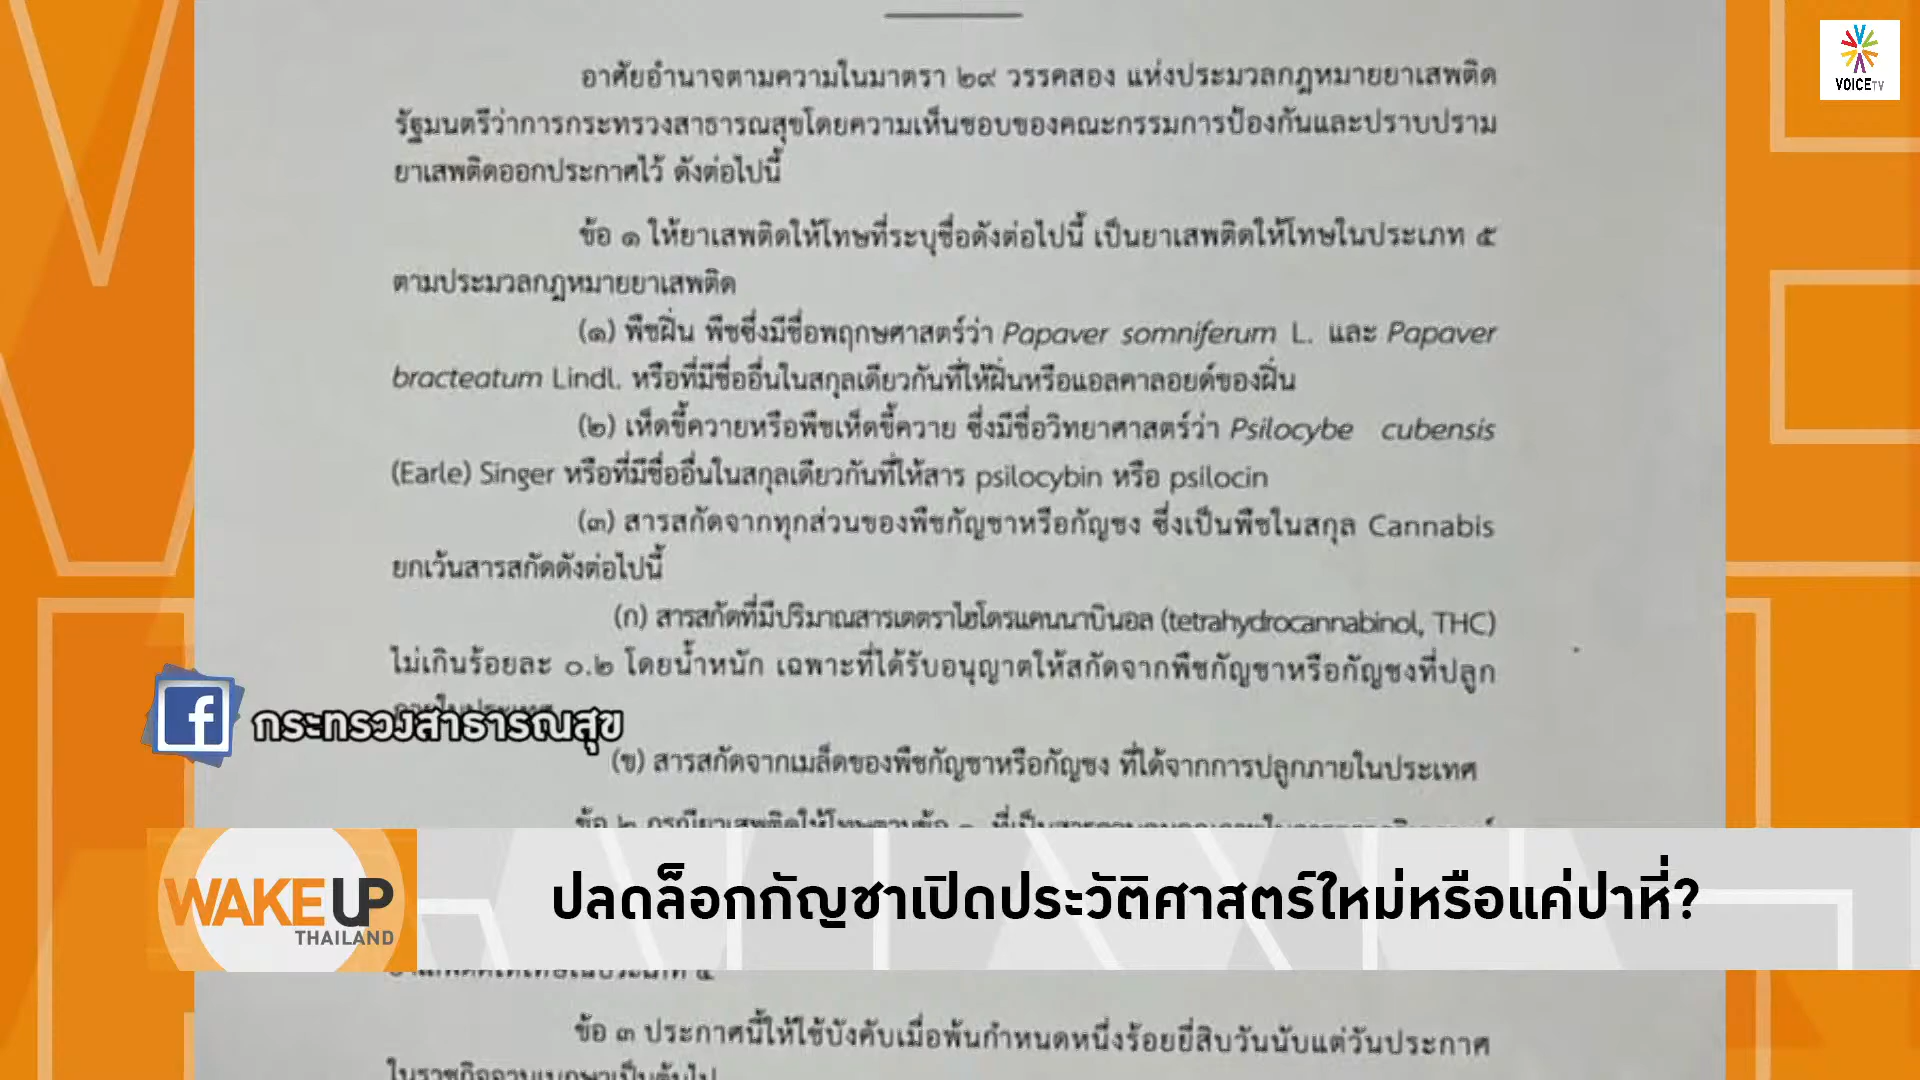 อาศัยอำนาจตามความในมาตรา ๒๙ วรรคสอง แห่งประมวลกฎหมายยาเสพติด
รัฐมนตรีว่าการกระทรวงสาธารณสุขโดยความเห็นชอบของคณะกรรมการป้องกันและปราบปราม
ยาเสพติดออกประกาศไว้ ดังต่อไปนี้
ข้อ ๑ ให้ยาเสพติดให้โทษที่ระบุชื่อดังต่อไปนี้ เป็นยาเสพติดให้โทษในประเภท ๕
ตามประมวลกฎหมายยาเสพติด
(๑) พืชฝิ่น พืชซึ่งมีชื่อพฤกษศาสตร์ว่า Papaver somniferum L. และ Papaver
bracteatum Lindl. หรือที่มีชื่ออื่นในสกุลเดียวกันที่ให้ฝิ่นหรือแอลคาลอยด์ของฝิ่น
(๒) เห็ดขี้ควายหรือพืชเห็ดขี้ควาย ซึ่งมีชื่อวิทยาศาสตร์ว่า Psilocybe cubensis
(Earle) Singer หรือที่มีชื่ออื่นในสกุลเดียวกันที่ให้สาร psilocybin หรือ psilocin
(๓) สารสกัดจากทุกส่วนของพืชกัญชาหรือกัญชง ซึ่งเป็นพืชในสกุล Cannabis
ยกเว้นสารสกัดดังต่อไปนี้
(ก) สารสกัดที่มีปริมาณสารเตตราไฮโดรแคนนาบินอล (tetrahydrocannabinol, THC)
ไม่เกินร้อยละ ๐.๒ โดยน้ำหนัก เฉพาะที่ได้รับอนุญาตให้สกัดจากพืชกัญชาหรือกัญชงที่ปลูก
f กระทรวงสาธารณสุข
(ข) สารสกัดจากเมล็ดของพืชกัญชาหรือกัญชง ที่ได้จากการปลูกภายในประเทศ
WAKE UP
THAILAND
ปลดล็อกกัญชาเปิดประวัติศาสตร์ใหม่หรือแค่ปาหี่?
ข้อ ๓ ประกาศนี้ให้ใช้บังคับเมื่อพ้นกำหนดหนึ่งร้อยยี่สิบวันนับแต่วันประกาศ
VOICE TV